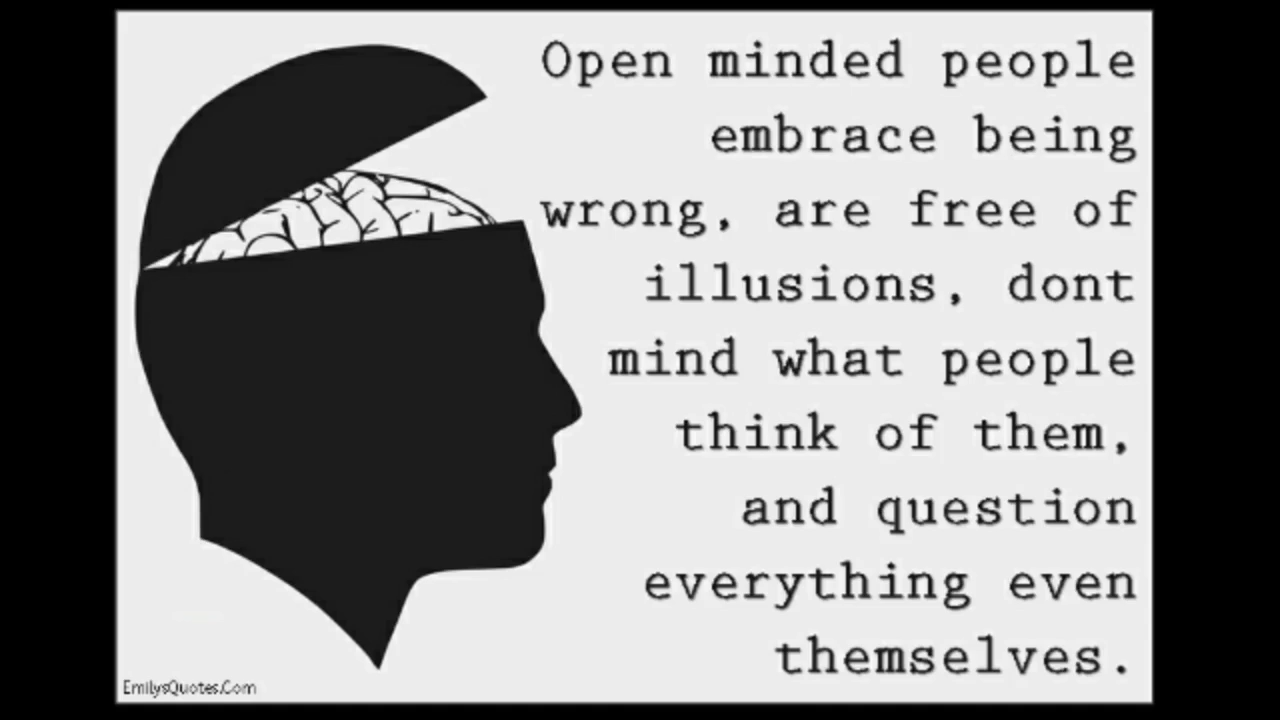 Open minded people
embrace being
wrong, are free of
illusions, dont
mind what people
think of them,
and question
everything even
themselves.
EmilysQuotes.Com